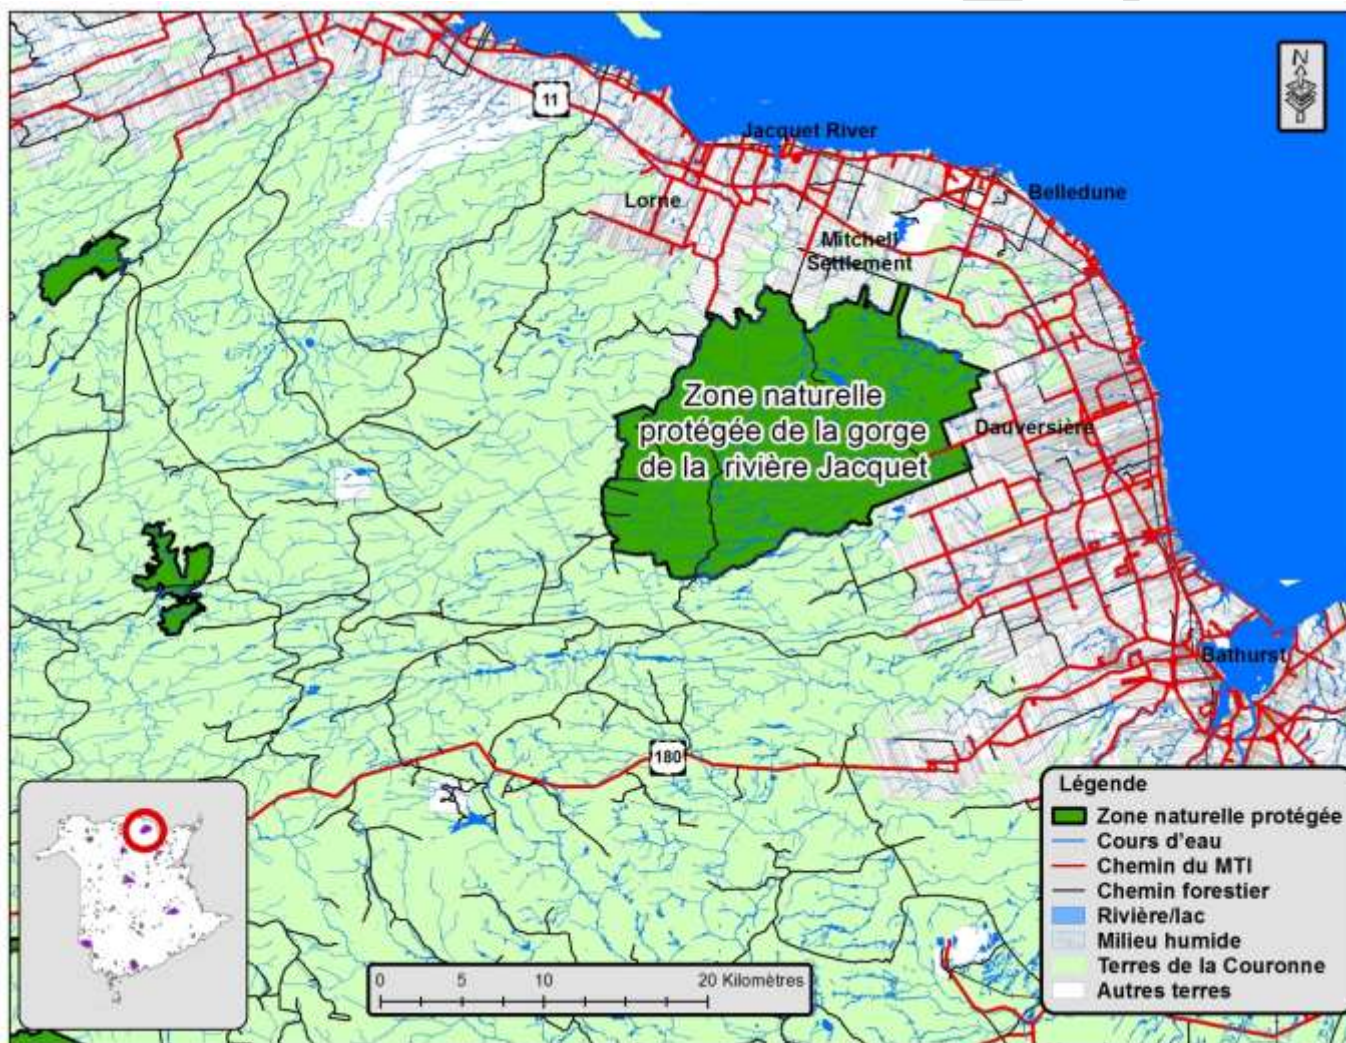 N
11
Jacquet River
Belledune
Lorne
Mitchell
Settlement
Zone naturelle
protégée de la gorge
de la rivière Jacquet
Dauversière
Bathurst
180
Légende
Zone naturelle protégée
Cours d'eau
Chemin du MTI
Chemin forestier
Rivière/lac
Milieu humide
Terres de la Couronne
Autres terres
0 5 10 20 Kilomètres